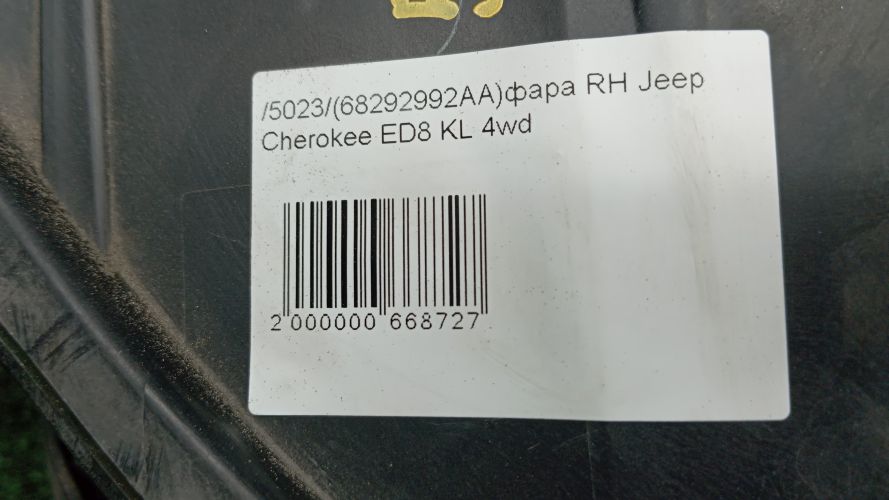 /5023/(68292992AA)фара RH Jeep
Cherokee ED8 KL 4wd
2 000000 668727